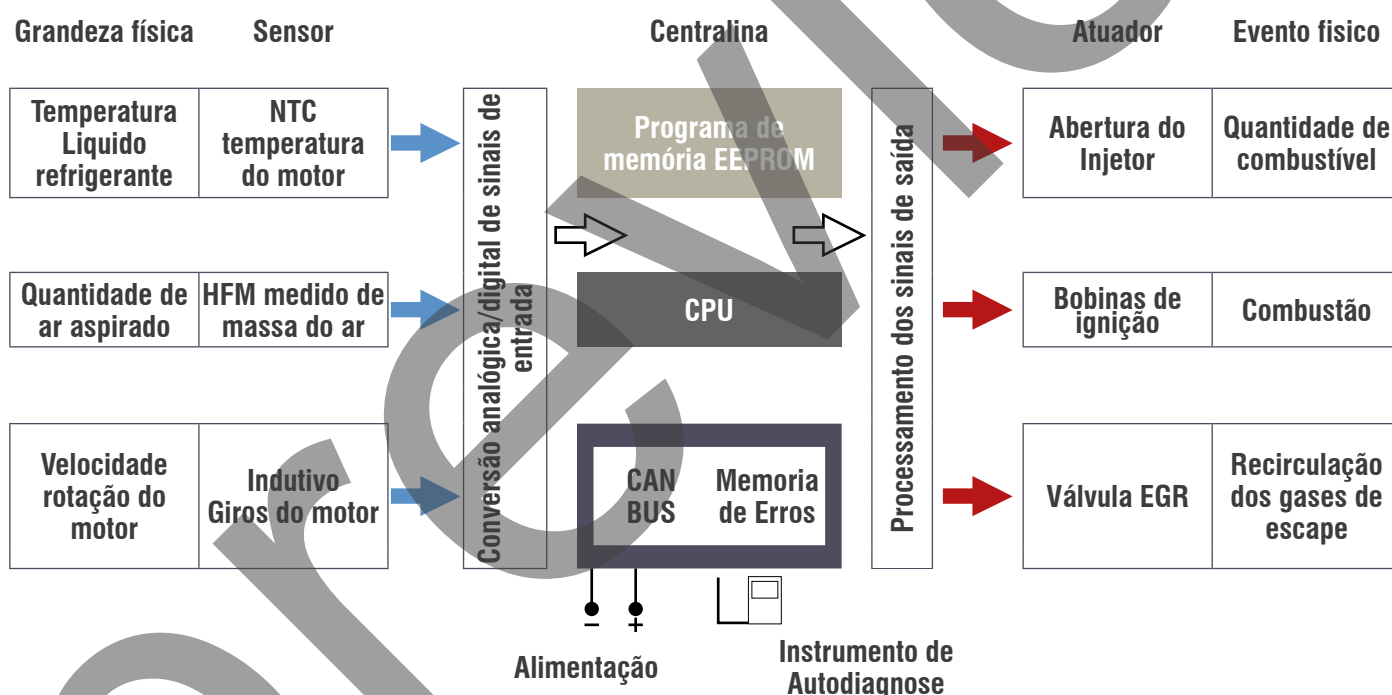 Grandeza física
Sensor
Centralina
Atuador
Evento fisico
Temperatura
Liquido
refrigerante
NTC
temperatura
do motor
Quantidade de
ar aspirado
HFM medido de
massa do ar
Velocidade
rotação do
motor
Indutivo
Giros do motor
Conversão analógica/digital de sinais de
entrada
Programa de
memória EEPROM
CPU
CAN
BUS
Memoria
de Erros
Alimentação
Instrumento de
Autodiagnose
Processamento dos sinais de saída
Abertura do
Injetor
Quantidade de
combustível
Bobinas de
ignição
Combustão
Válvula EGR
Recirculação
dos gases de
escape
–
+